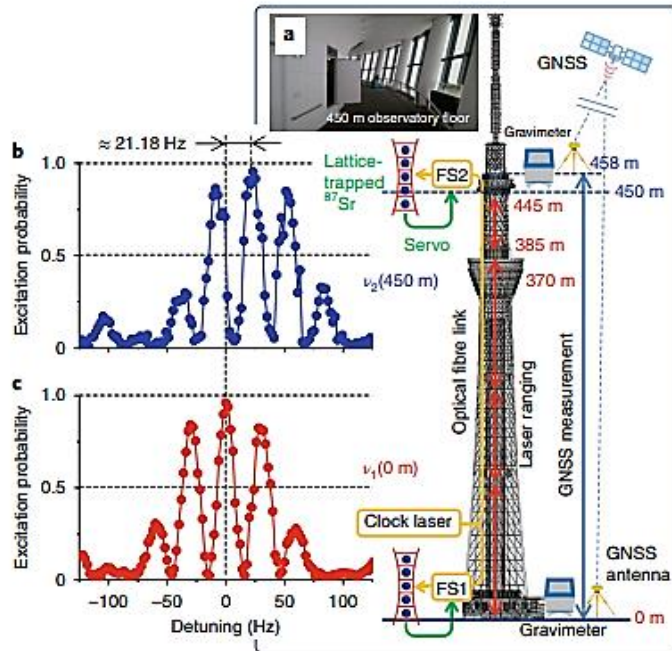 a
450 m observatory floor
GNSS
Gravimeter
458 m
450 m
≈ 21.18 Hz
b
Lattice-
trapped
⁸⁷Sr
FS2
Servo
445 m
385 m
370 m
Excitation probability
1.0
0.5
0
ν₂(450 m)
Optical fibre link
Laser ranging
GNSS measurement
c
Excitation probability
1.0
0.5
0
ν₁(0 m)
Clock laser
FS1
GNSS
antenna
0 m
Gravimeter
−100 −50 0 50 100
Detuning (Hz)